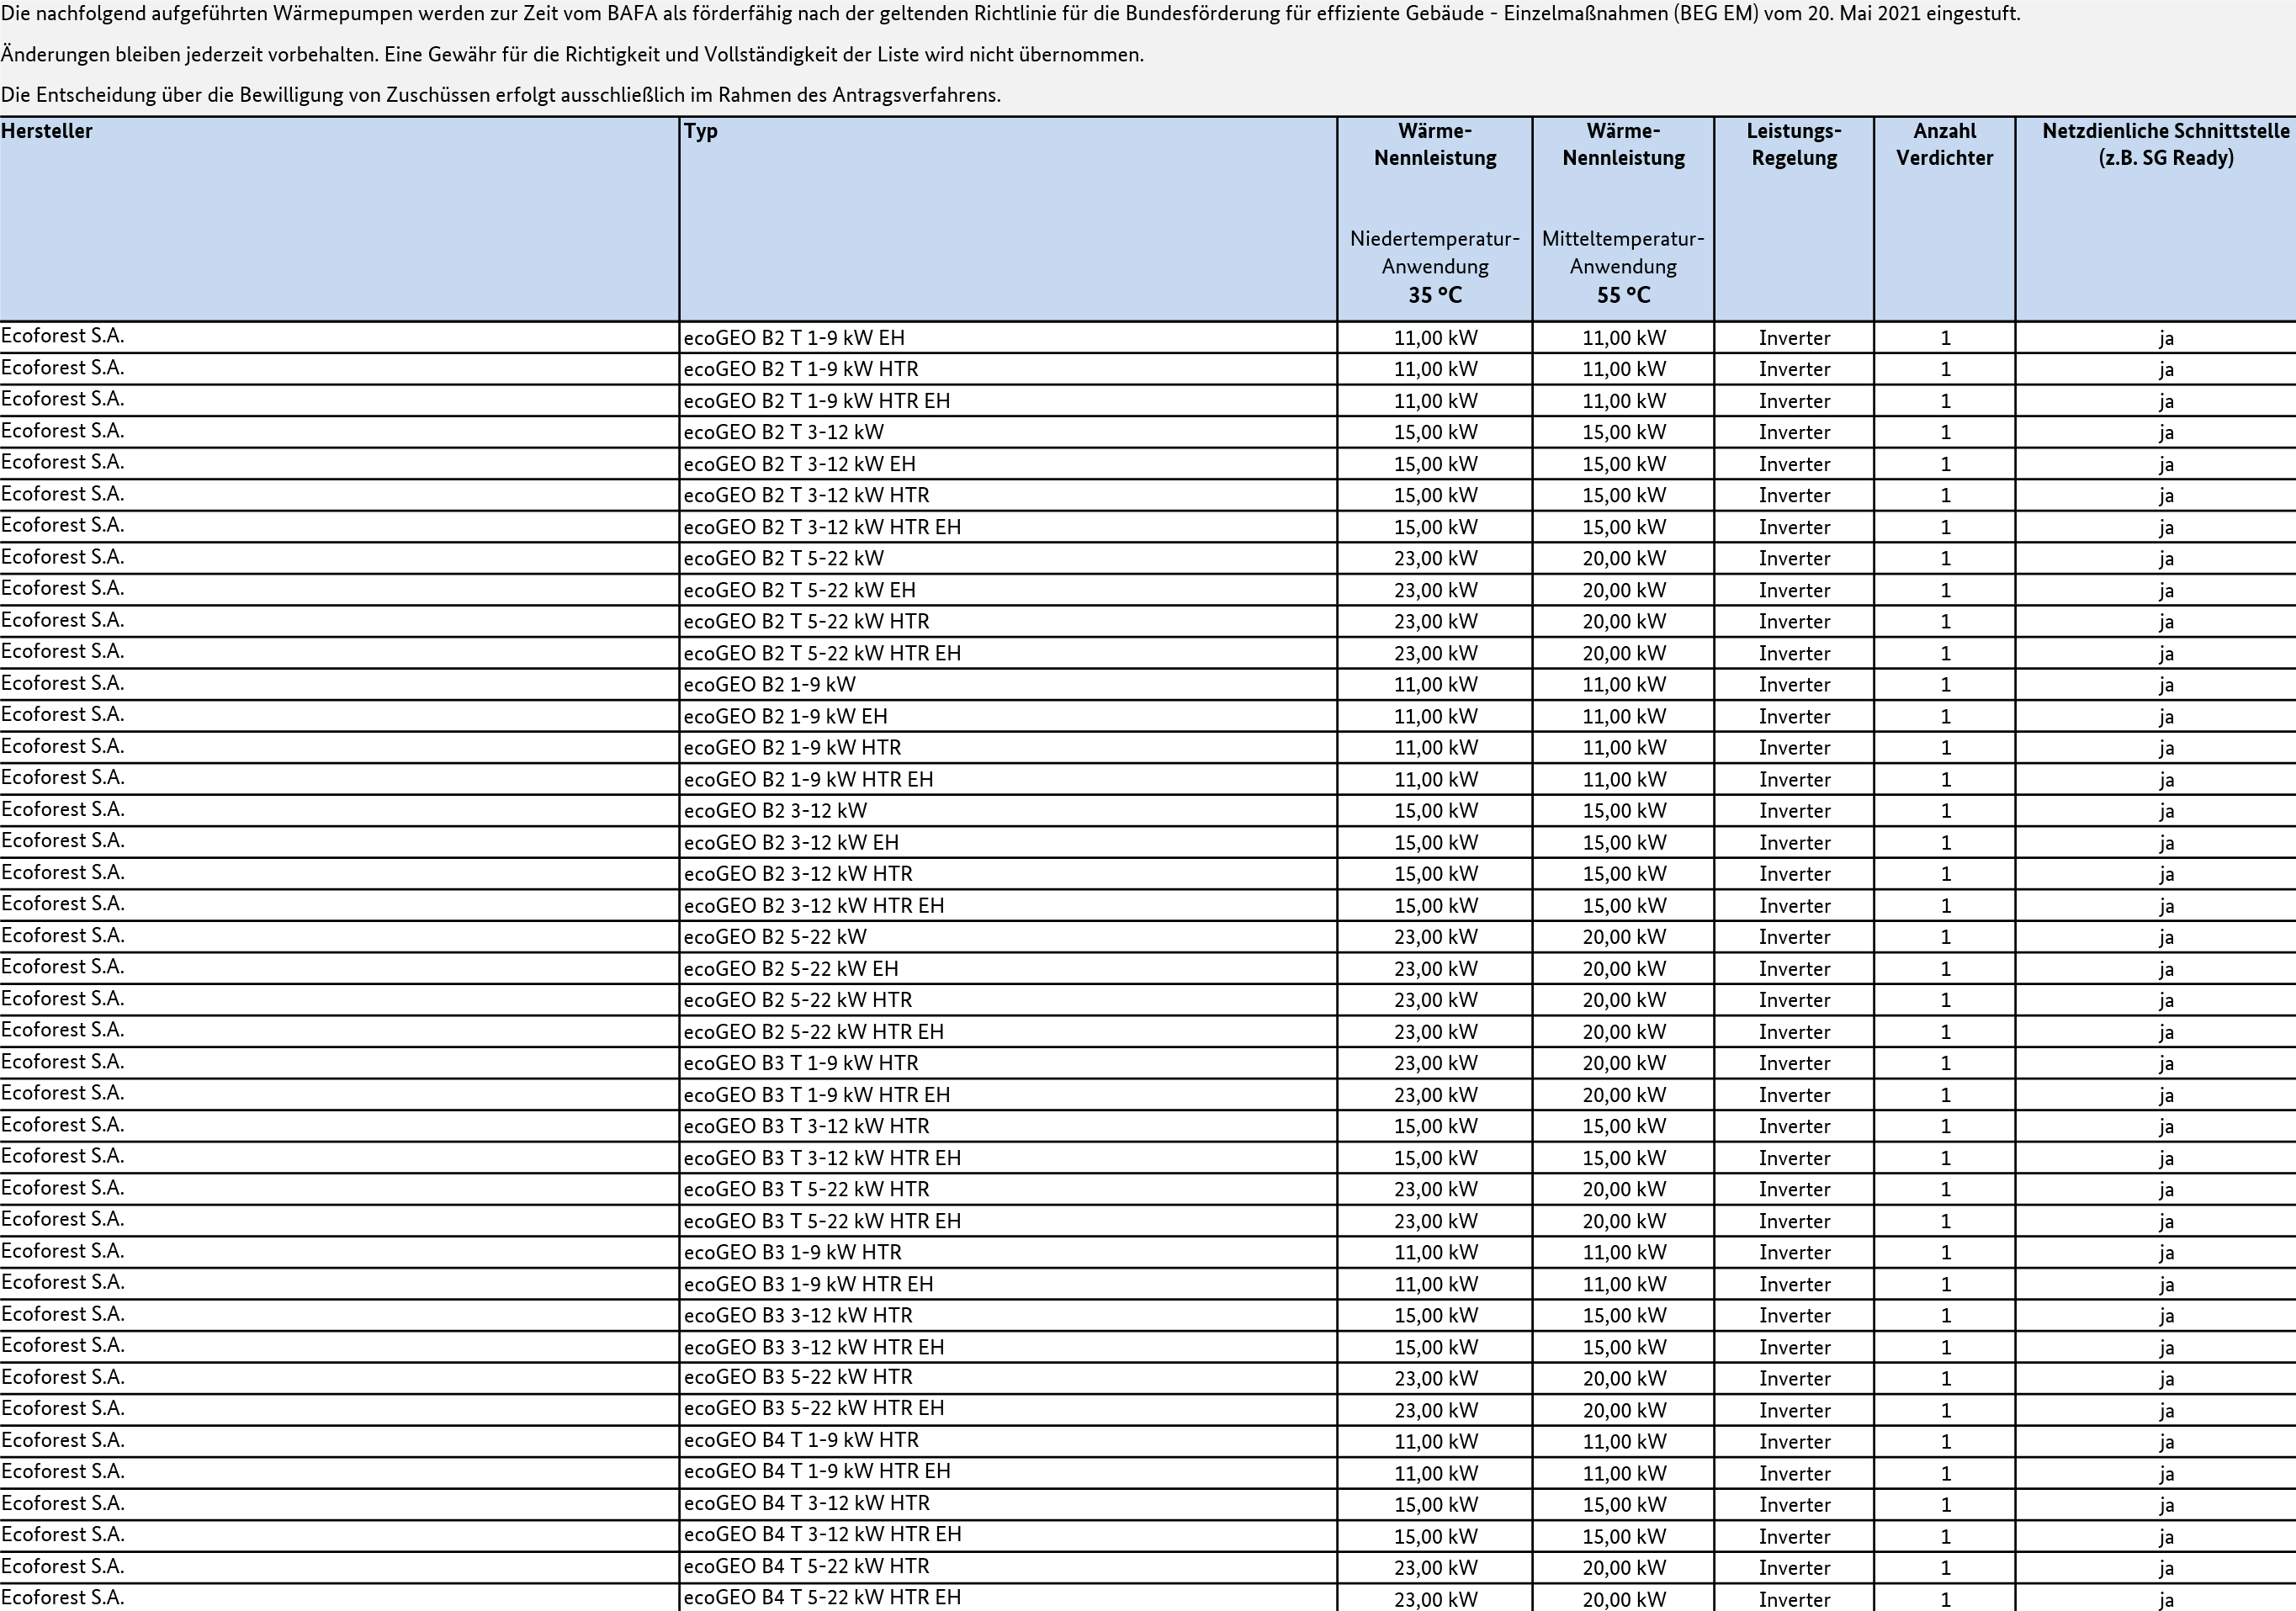 Die nachfolgend aufgeführten Wärmepumpen werden zur Zeit vom BAFA als förderfähig nach der geltenden Richtlinie für die Bundesförderung für effiziente Gebäude - Einzelmaßnahmen (BEG EM) vom 20. Mai 2021 eingestuft.
Änderungen bleiben jederzeit vorbehalten. Eine Gewähr für die Richtigkeit und Vollständigkeit der Liste wird nicht übernommen.
Die Entscheidung über die Bewilligung von Zuschüssen erfolgt ausschließlich im Rahmen des Antragsverfahrens.
Hersteller Typ Wärme- Wärme- Leistungs- Anzahl Netzdienliche Schnittstelle
Nennleistung Nennleistung Regelung Verdichter (z.B. SG Ready)
Niedertemperatur- Mitteltemperatur-
Anwendung Anwendung
35 °C 55 °C
Ecoforest S.A. ecoGEO B2 T 1-9 kW EH 11,00 kW 11,00 kW Inverter 1 ja
Ecoforest S.A. ecoGEO B2 T 1-9 kW HTR 11,00 kW 11,00 kW Inverter 1 ja
Ecoforest S.A. ecoGEO B2 T 1-9 kW HTR EH 11,00 kW 11,00 kW Inverter 1 ja
Ecoforest S.A. ecoGEO B2 T 3-12 kW 15,00 kW 15,00 kW Inverter 1 ja
Ecoforest S.A. ecoGEO B2 T 3-12 kW EH 15,00 kW 15,00 kW Inverter 1 ja
Ecoforest S.A. ecoGEO B2 T 3-12 kW HTR 15,00 kW 15,00 kW Inverter 1 ja
Ecoforest S.A. ecoGEO B2 T 3-12 kW HTR EH 15,00 kW 15,00 kW Inverter 1 ja
Ecoforest S.A. ecoGEO B2 T 5-22 kW 23,00 kW 20,00 kW Inverter 1 ja
Ecoforest S.A. ecoGEO B2 T 5-22 kW EH 23,00 kW 20,00 kW Inverter 1 ja
Ecoforest S.A. ecoGEO B2 T 5-22 kW HTR 23,00 kW 20,00 kW Inverter 1 ja
Ecoforest S.A. ecoGEO B2 T 5-22 kW HTR EH 23,00 kW 20,00 kW Inverter 1 ja
Ecoforest S.A. ecoGEO B2 1-9 kW 11,00 kW 11,00 kW Inverter 1 ja
Ecoforest S.A. ecoGEO B2 1-9 kW EH 11,00 kW 11,00 kW Inverter 1 ja
Ecoforest S.A. ecoGEO B2 1-9 kW HTR 11,00 kW 11,00 kW Inverter 1 ja
Ecoforest S.A. ecoGEO B2 1-9 kW HTR EH 11,00 kW 11,00 kW Inverter 1 ja
Ecoforest S.A. ecoGEO B2 3-12 kW 15,00 kW 15,00 kW Inverter 1 ja
Ecoforest S.A. ecoGEO B2 3-12 kW EH 15,00 kW 15,00 kW Inverter 1 ja
Ecoforest S.A. ecoGEO B2 3-12 kW HTR 15,00 kW 15,00 kW Inverter 1 ja
Ecoforest S.A. ecoGEO B2 3-12 kW HTR EH 15,00 kW 15,00 kW Inverter 1 ja
Ecoforest S.A. ecoGEO B2 5-22 kW 23,00 kW 20,00 kW Inverter 1 ja
Ecoforest S.A. ecoGEO B2 5-22 kW EH 23,00 kW 20,00 kW Inverter 1 ja
Ecoforest S.A. ecoGEO B2 5-22 kW HTR 23,00 kW 20,00 kW Inverter 1 ja
Ecoforest S.A. ecoGEO B2 5-22 kW HTR EH 23,00 kW 20,00 kW Inverter 1 ja
Ecoforest S.A. ecoGEO B3 T 1-9 kW HTR 23,00 kW 20,00 kW Inverter 1 ja
Ecoforest S.A. ecoGEO B3 T 1-9 kW HTR EH 23,00 kW 20,00 kW Inverter 1 ja
Ecoforest S.A. ecoGEO B3 T 3-12 kW HTR 15,00 kW 15,00 kW Inverter 1 ja
Ecoforest S.A. ecoGEO B3 T 3-12 kW HTR EH 15,00 kW 15,00 kW Inverter 1 ja
Ecoforest S.A. ecoGEO B3 T 5-22 kW HTR 23,00 kW 20,00 kW Inverter 1 ja
Ecoforest S.A. ecoGEO B3 T 5-22 kW HTR EH 23,00 kW 20,00 kW Inverter 1 ja
Ecoforest S.A. ecoGEO B3 1-9 kW HTR 11,00 kW 11,00 kW Inverter 1 ja
Ecoforest S.A. ecoGEO B3 1-9 kW HTR EH 11,00 kW 11,00 kW Inverter 1 ja
Ecoforest S.A. ecoGEO B3 3-12 kW HTR 15,00 kW 15,00 kW Inverter 1 ja
Ecoforest S.A. ecoGEO B3 3-12 kW HTR EH 15,00 kW 15,00 kW Inverter 1 ja
Ecoforest S.A. ecoGEO B3 5-22 kW HTR 23,00 kW 20,00 kW Inverter 1 ja
Ecoforest S.A. ecoGEO B3 5-22 kW HTR EH 23,00 kW 20,00 kW Inverter 1 ja
Ecoforest S.A. ecoGEO B4 T 1-9 kW HTR 11,00 kW 11,00 kW Inverter 1 ja
Ecoforest S.A. ecoGEO B4 T 1-9 kW HTR EH 11,00 kW 11,00 kW Inverter 1 ja
Ecoforest S.A. ecoGEO B4 T 3-12 kW HTR 15,00 kW 15,00 kW Inverter 1 ja
Ecoforest S.A. ecoGEO B4 T 3-12 kW HTR EH 15,00 kW 15,00 kW Inverter 1 ja
Ecoforest S.A. ecoGEO B4 T 5-22 kW HTR 23,00 kW 20,00 kW Inverter 1 ja
Ecoforest S.A. ecoGEO B4 T 5-22 kW HTR EH 23,00 kW 20,00 kW Inverter 1 ja